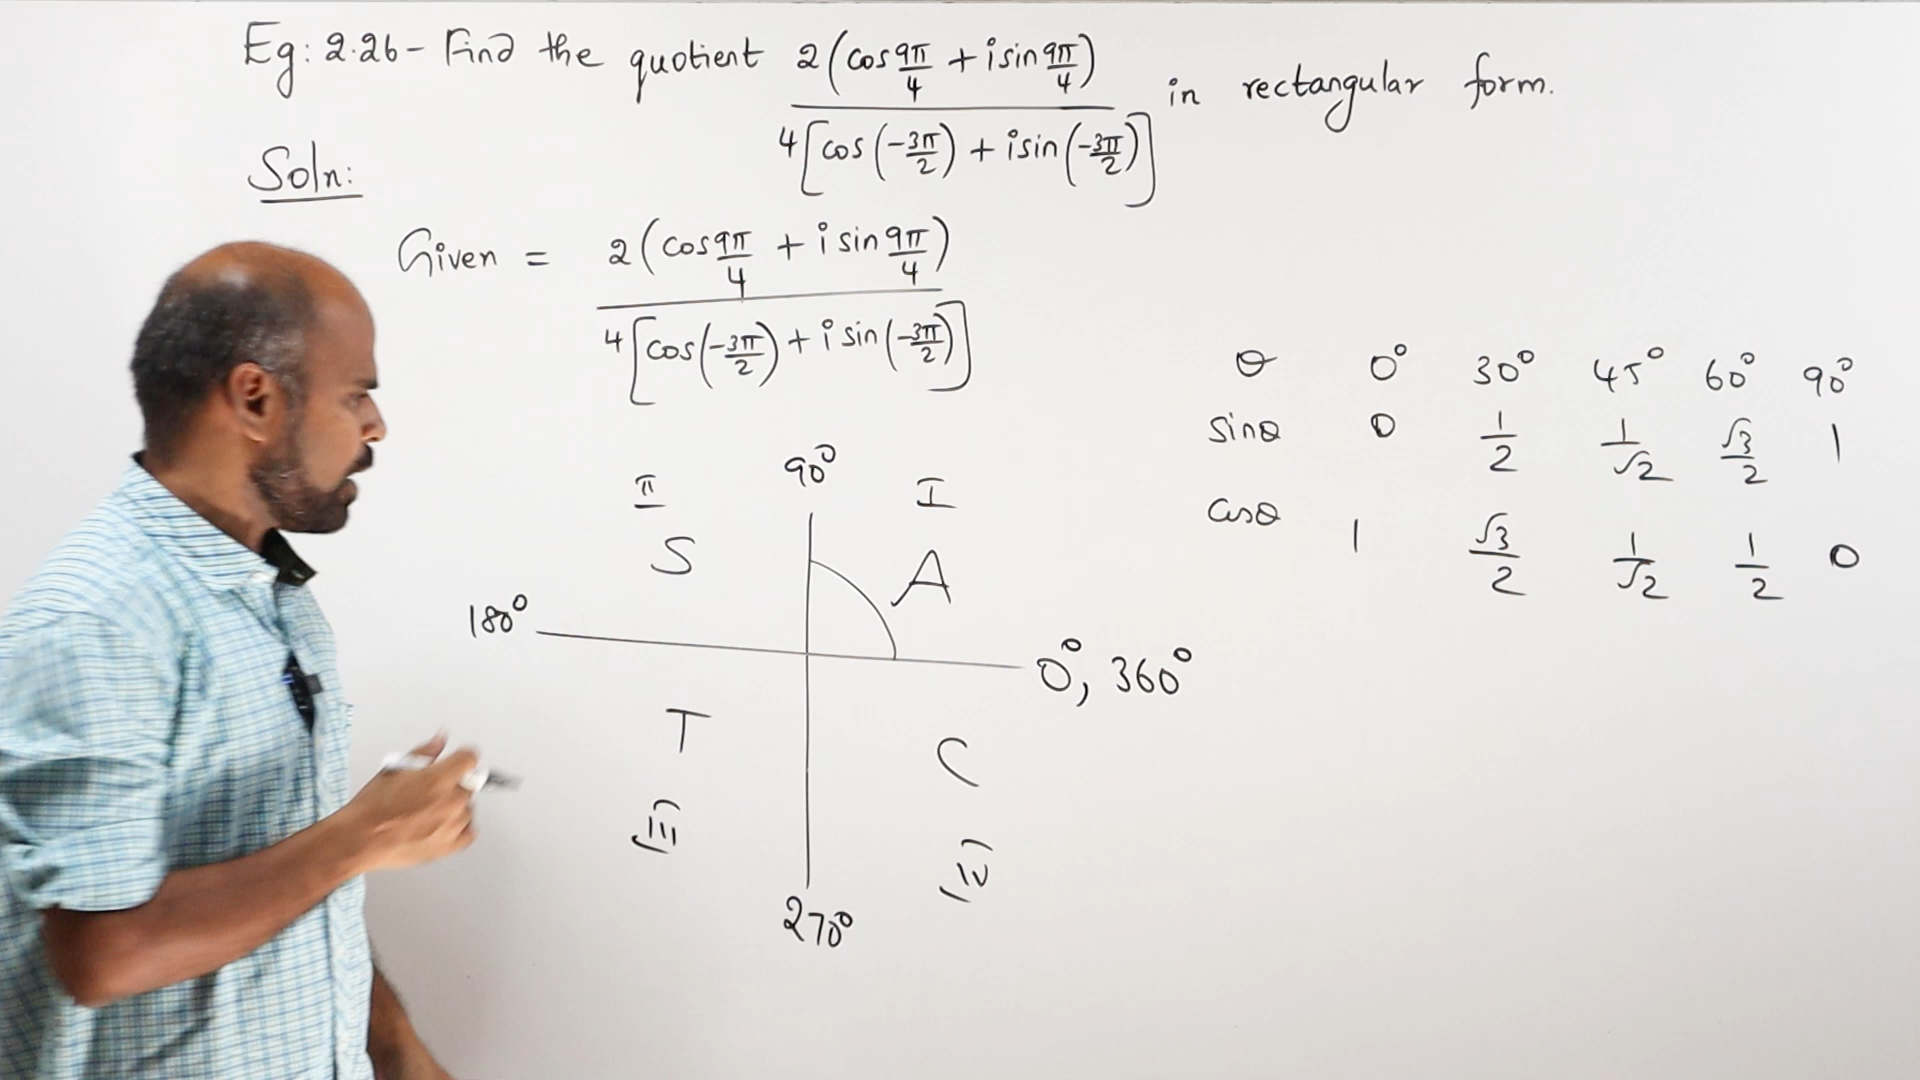 Eg: 2.26 - Find the quotient 2(cos 9π/4 + i sin 9π/4) / 4[cos(-3π/2) + i sin(-3π/2)] in rectangular form.
Soln:
Given = 2(cos 9π/4 + i sin 9π/4) / 4[cos(-3π/2) + i sin(-3π/2)]
θ 0° 30° 45° 60° 90°
sinθ 0 1/2 1/√2 √3/2 1
cosθ 1 √3/2 1/√2 1/2 0
90°
II I
S A
180° 0°, 360°
T C
III IV
270°